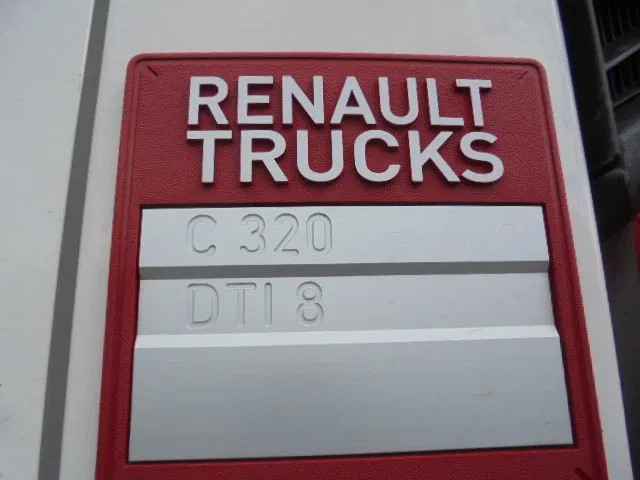 RENAULT
TRUCKS
C 320
DTI 8